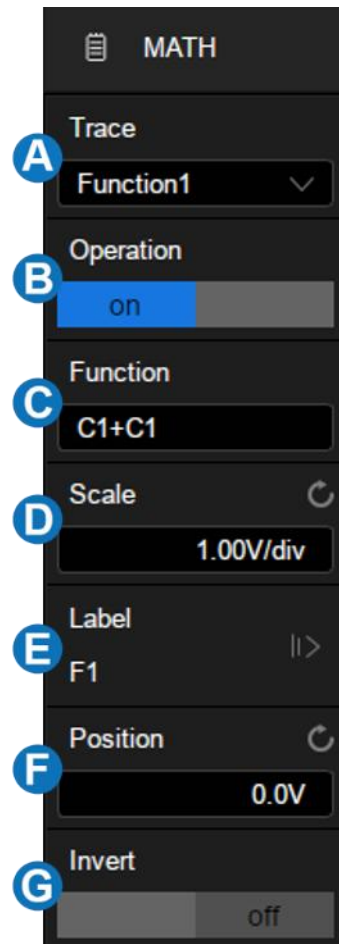 MATH
Trace
A
Function1
Operation
B
on
Function
C
C1+C1
Scale
D
1.00V/div
Label
E
F1
Position
F
0.0V
Invert
G
off